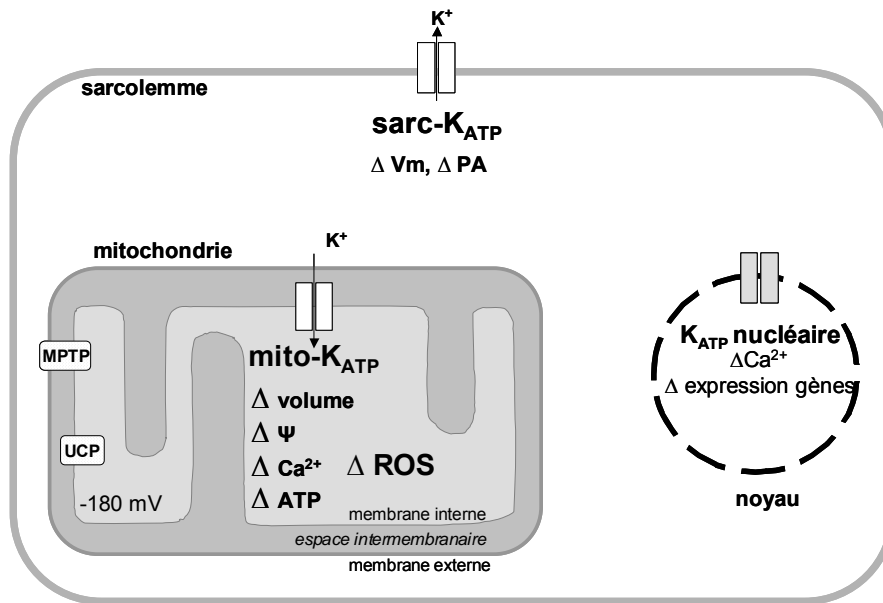 K⁺
sarcolemme
sarc-K_ATP
Δ Vm, Δ PA
mitochondrie
K⁺
MPTP
mito-K_ATP
Δ volume
Δ Ψ
UCP
Δ Ca²⁺ Δ ROS
Δ ATP
-180 mV
membrane interne
espace intermembranaire
membrane externe
K_ATP nucléaire
ΔCa²⁺
Δ expression gènes
noyau